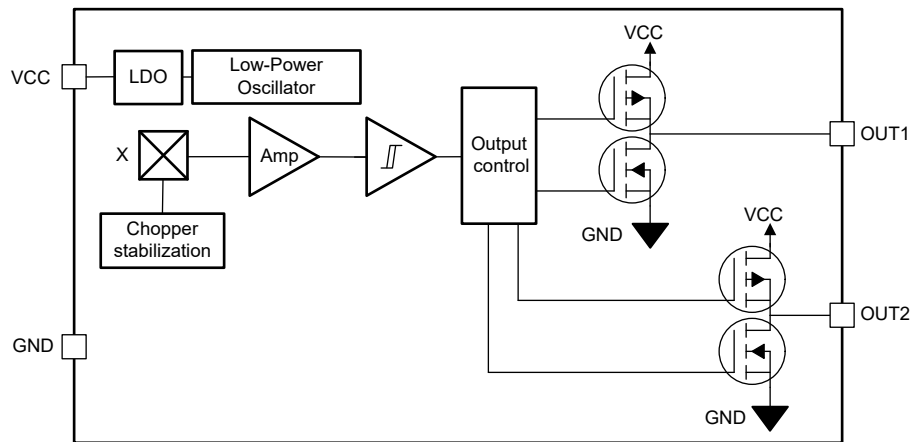 VCC
LDO
Low-Power
Oscillator
X
Amp
Output
control
Chopper
stabilization
VCC
OUT1
GND
VCC
OUT2
GND
GND